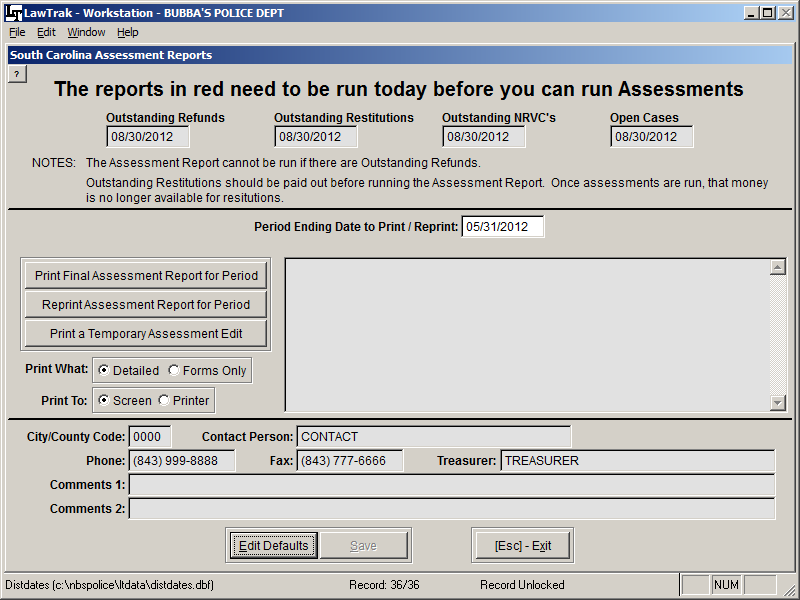 LawTrak - Workstation - BUBBA'S POLICE DEPT
File Edit Window Help
South Carolina Assessment Reports
?
The reports in red need to be run today before you can run Assessments
Outstanding Refunds Outstanding Restitutions Outstanding NRVC's Open Cases
08/30/2012 08/30/2012 08/30/2012 08/30/2012
NOTES: The Assessment Report cannot be run if there are Outstanding Refunds.
Outstanding Restitutions should be paid out before running the Assessment Report. Once assessments are run, that money
is no longer available for resitutions.
Period Ending Date to Print / Reprint: 05/31/2012
Print Final Assessment Report for Period
Reprint Assessment Report for Period
Print a Temporary Assessment Edit
Print What: Detailed Forms Only
Print To: Screen Printer
City/County Code: 0000 Contact Person: CONTACT
Phone: (843) 999-8888 Fax: (843) 777-6666 Treasurer: TREASURER
Comments 1:
Comments 2:
Edit Defaults Save [Esc] - Exit
Distdates (c:\nbspolice\ltdata\distdates.dbf) Record: 36/36 Record Unlocked NUM